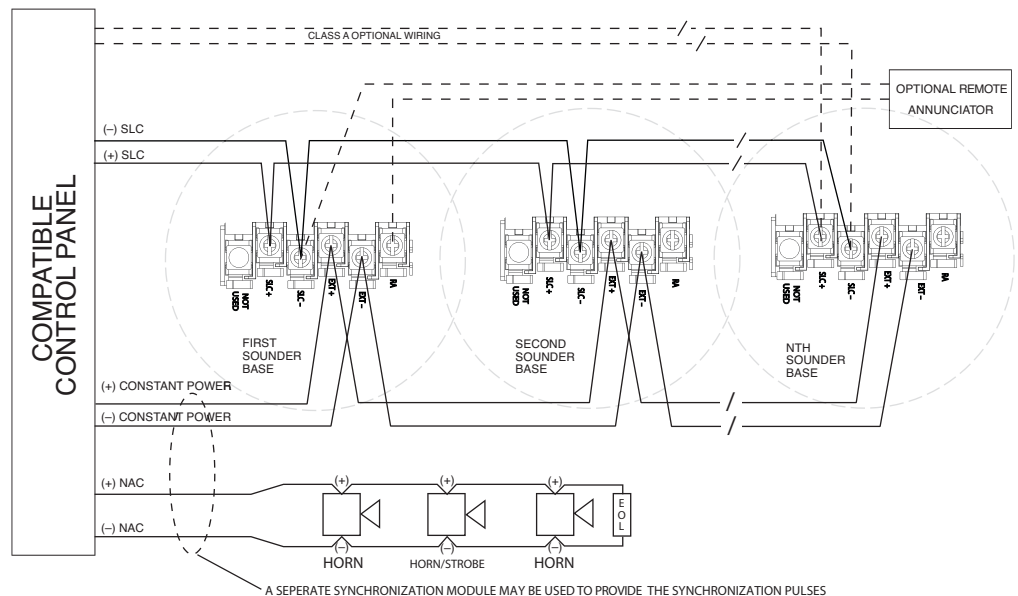 CLASS A OPTIONAL WIRING
OPTIONAL REMOTE
ANNUNCIATOR
(–) SLC
(+) SLC
COMPATIBLE
CONTROL PANEL
NOT
USED
SLC +
SLC -
EXT +
EXT -
RA
NOT
USED
SLC +
SLC -
EXT +
EXT -
RA
NOT
USED
SLC +
SLC -
EXT +
EXT -
RA
FIRST
SOUNDER
BASE
SECOND
SOUNDER
BASE
NTH
SOUNDER
BASE
(+) CONSTANT POWER
(–) CONSTANT POWER
(+) NAC
(+)
(+)
(+)
E
O
L
(–) NAC
(–)
(–)
(–)
HORN
HORN/STROBE
HORN
A SEPERATE SYNCHRONIZATION MODULE MAY BE USED TO PROVIDE THE SYNCHRONIZATION PULSES